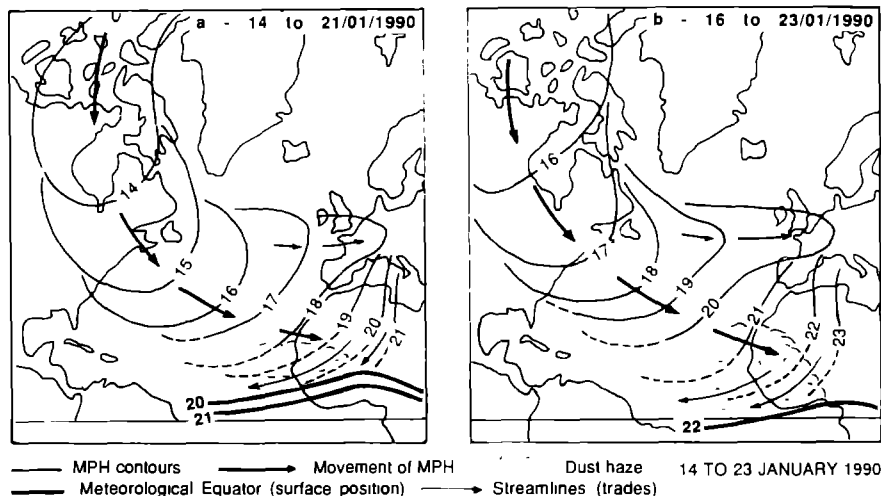 a - 14 to 21/01/1990
14
15
16
17
18
19
20
21
20
21
b - 16 to 23/01/1990
16
17
18
19
20
21
22
23
22
MPH contours
Movement of MPH
Dust haze
14 TO 23 JANUARY 1990
Meteorological Equator (surface position)
Streamlines (trades)